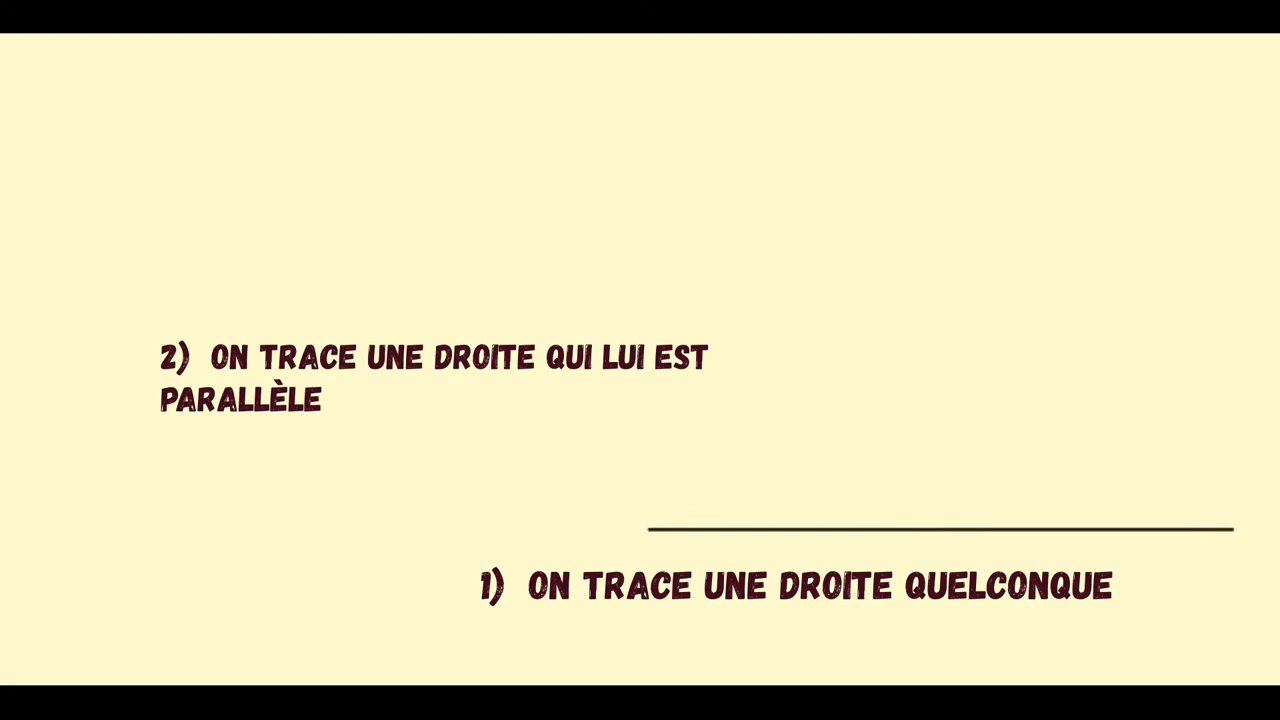 2) ON TRACE UNE DROITE QUI LUI EST
PARALLÈLE
1) ON TRACE UNE DROITE QUELCONQUE